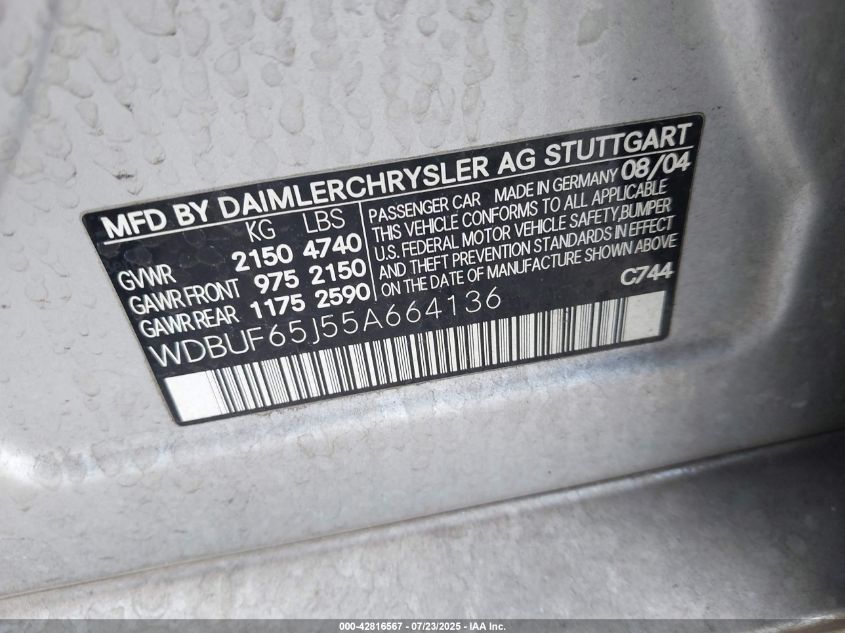 MFD BY DAIMLERCHRYSLER AG STUTTGART
KG LBS
GVWR 2150 4740
GAWR FRONT 975 2150
GAWR REAR 1175 2590
PASSENGER CAR MADE IN GERMANY 08/04
THIS VEHICLE CONFORMS TO ALL APPLICABLE
U.S. FEDERAL MOTOR VEHICLE SAFETY, BUMPER
AND THEFT PREVENTION STANDARDS IN EFFECT
ON THE DATE OF MANUFACTURE SHOWN ABOVE
C744
WDBUF65J55A664136
000-42816567 - 07/23/2025 - IAA Inc.